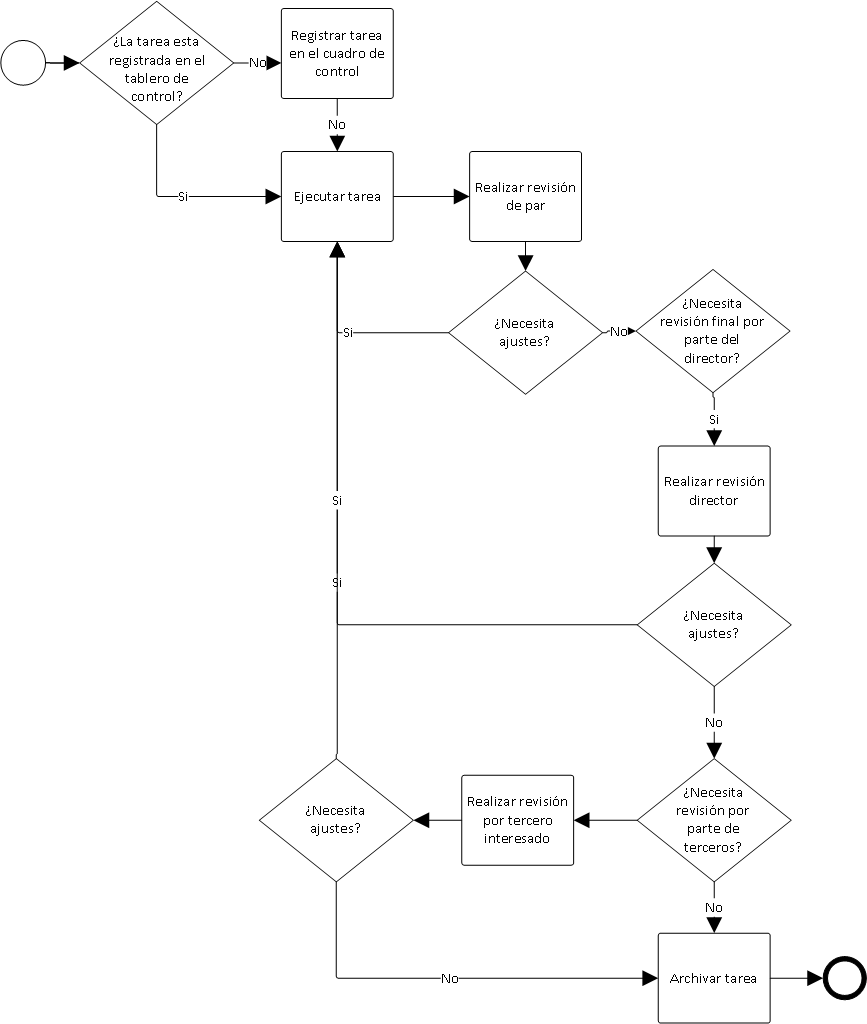 ¿La tarea esta
registrada en el
tablero de
control?
No
Registrar tarea
en el cuadro de
control
No
Si
Ejecutar tarea
Realizar revisión
de par
¿Necesita
ajustes?
Si
No
¿Necesita
revisión final por
parte del
director?
Si
Realizar revisión
director
Si
Si
¿Necesita
ajustes?
No
¿Necesita
revisión por
parte de
terceros?
Realizar revisión
por tercero
interesado
¿Necesita
ajustes?
No
No
Archivar tarea